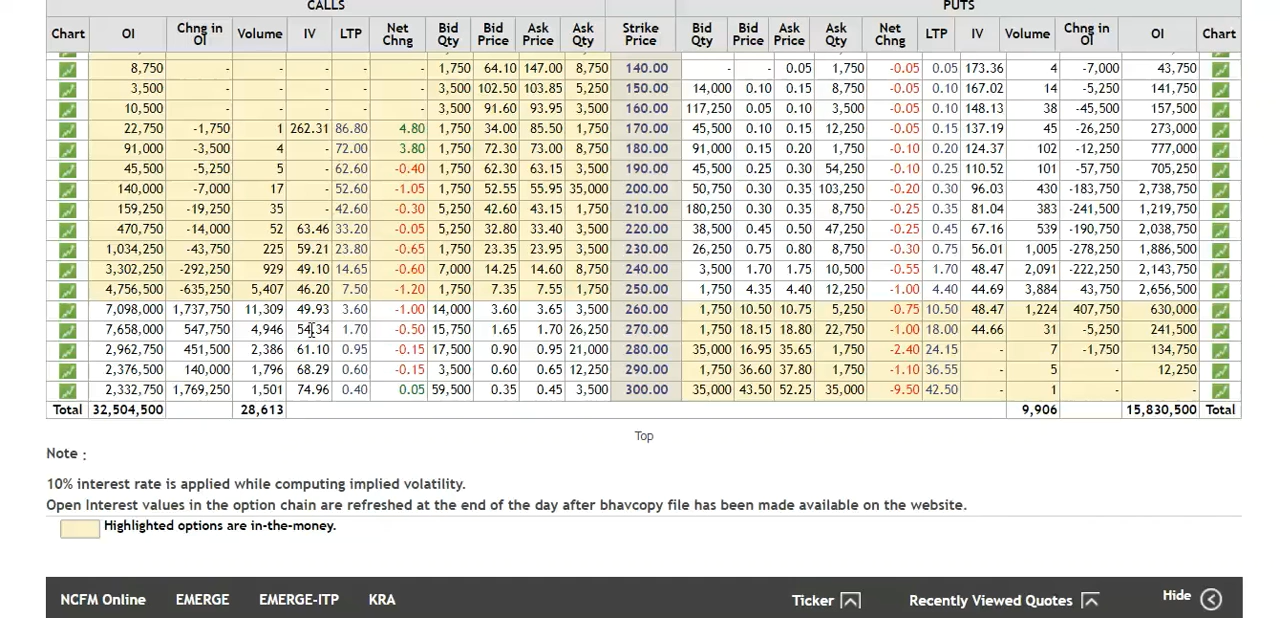 CALLS PUTS
Chart OI Chng in OI Volume IV LTP Net Chng Bid Qty Bid Price Ask Price Ask Qty Strike Price Bid Qty Bid Price Ask Price Ask Qty Net Chng LTP IV Volume Chng in OI OI Chart
8,750 - - - - - 1,750 64.10 147.00 8,750 140.00 - - 0.05 1,750 -0.05 0.05 173.36 4 -7,000 43,750
3,500 - - - - - 3,500 102.50 103.85 5,250 150.00 14,000 0.10 0.15 8,750 -0.05 0.10 167.02 14 -5,250 141,750
10,500 - - - - - 3,500 91.60 93.95 3,500 160.00 117,250 0.05 0.10 3,500 -0.05 0.10 148.13 38 -45,500 157,500
22,750 -1,750 1 262.31 86.80 4.80 1,750 34.00 85.50 1,750 170.00 45,500 0.10 0.15 12,250 -0.05 0.15 137.19 45 -26,250 273,000
91,000 -3,500 4 - 72.00 3.80 1,750 72.30 73.00 8,750 180.00 91,000 0.15 0.20 1,750 -0.10 0.20 124.37 102 -12,250 777,000
45,500 -5,250 5 - 62.60 -0.40 1,750 62.30 63.15 3,500 190.00 45,500 0.25 0.30 54,250 -0.10 0.25 110.52 101 -57,750 705,250
140,000 -7,000 17 - 52.60 -1.05 1,750 52.55 55.95 35,000 200.00 50,750 0.30 0.35 103,250 -0.20 0.30 96.03 430 -183,750 2,738,750
159,250 -19,250 35 - 42.60 -0.30 5,250 42.60 43.15 1,750 210.00 180,250 0.30 0.35 8,750 -0.25 0.35 81.04 383 -241,500 1,219,750
470,750 -14,000 52 63.46 33.20 -0.05 5,250 32.80 33.40 3,500 220.00 38,500 0.45 0.50 47,250 -0.25 0.45 67.16 539 -190,750 2,038,750
1,034,250 -43,750 225 59.21 23.80 -0.65 1,750 23.35 23.95 3,500 230.00 26,250 0.75 0.80 8,750 -0.30 0.75 56.01 1,005 -278,250 1,886,500
3,302,250 -292,250 929 49.10 14.65 -0.60 7,000 14.25 14.60 8,750 240.00 3,500 1.70 1.75 10,500 -0.55 1.70 48.47 2,091 -222,250 2,143,750
4,756,500 -635,250 5,407 46.20 7.50 -1.20 1,750 7.35 7.55 1,750 250.00 1,750 4.35 4.40 12,250 -1.00 4.40 44.69 3,884 43,750 2,656,500
7,098,000 1,737,750 11,309 49.93 3.60 -1.00 14,000 3.60 3.65 3,500 260.00 1,750 10.50 10.75 5,250 -0.75 10.50 48.47 1,224 407,750 630,000
7,658,000 547,750 4,946 54.34 1.70 -0.50 15,750 1.65 1.70 26,250 270.00 1,750 18.15 18.80 22,750 -1.00 18.00 44.66 31 -5,250 241,500
2,962,750 451,500 2,386 61.10 0.95 -0.15 17,500 0.90 0.95 21,000 280.00 35,000 16.95 35.65 1,750 -2.40 24.15 - 7 -1,750 134,750
2,376,500 140,000 1,796 68.29 0.60 -0.15 3,500 0.60 0.65 12,250 290.00 1,750 36.60 37.80 1,750 -1.10 36.55 - 5 - 12,250
2,332,750 1,769,250 1,501 74.96 0.40 0.05 59,500 0.35 0.45 3,500 300.00 35,000 43.50 52.25 35,000 -9.50 42.50 - 1 - -
Total 32,504,500 28,613 9,906 15,830,500 Total
Top
Note :
10% interest rate is applied while computing implied volatility.
Open Interest values in the option chain are refreshed at the end of the day after bhavcopy file has been made available on the website.
Highlighted options are in-the-money.
NCFM Online EMERGE EMERGE-ITP KRA Ticker Recently Viewed Quotes Hide